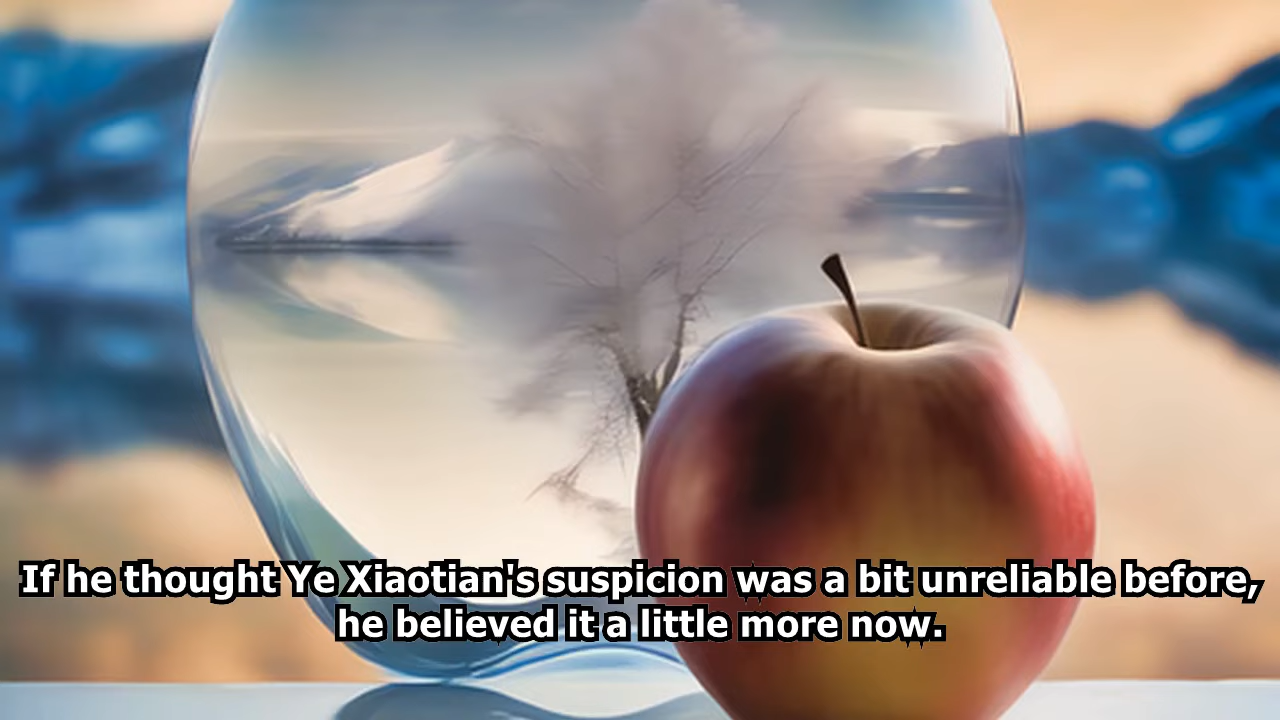 If he thought Ye Xiaotian's suspicion was a bit unreliable before,
he believed it a little more now.